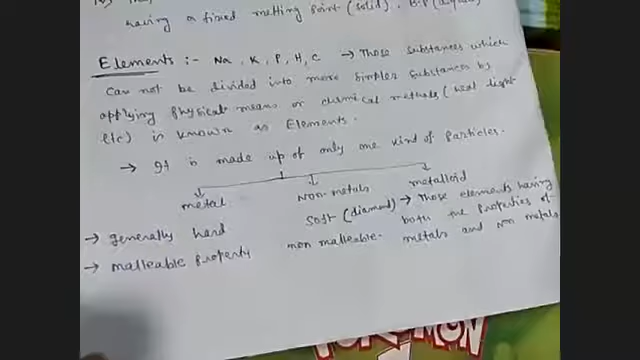 having a fixed melting point (solid), B.P (liquid)
Elements :- Na, K, P, H, C → Those substances which
can not be divided into more simpler substances by
applying physical means or chemical methods (heat light
etc) is known as Elements.
→ It is made up of only one kind of particles.
metal
non-metals
metalloid
→ generally hard
→ malleable property
soft (diamond)
non malleable.
→ Those elements having
both the properties of
metals and non metals
POKEMON